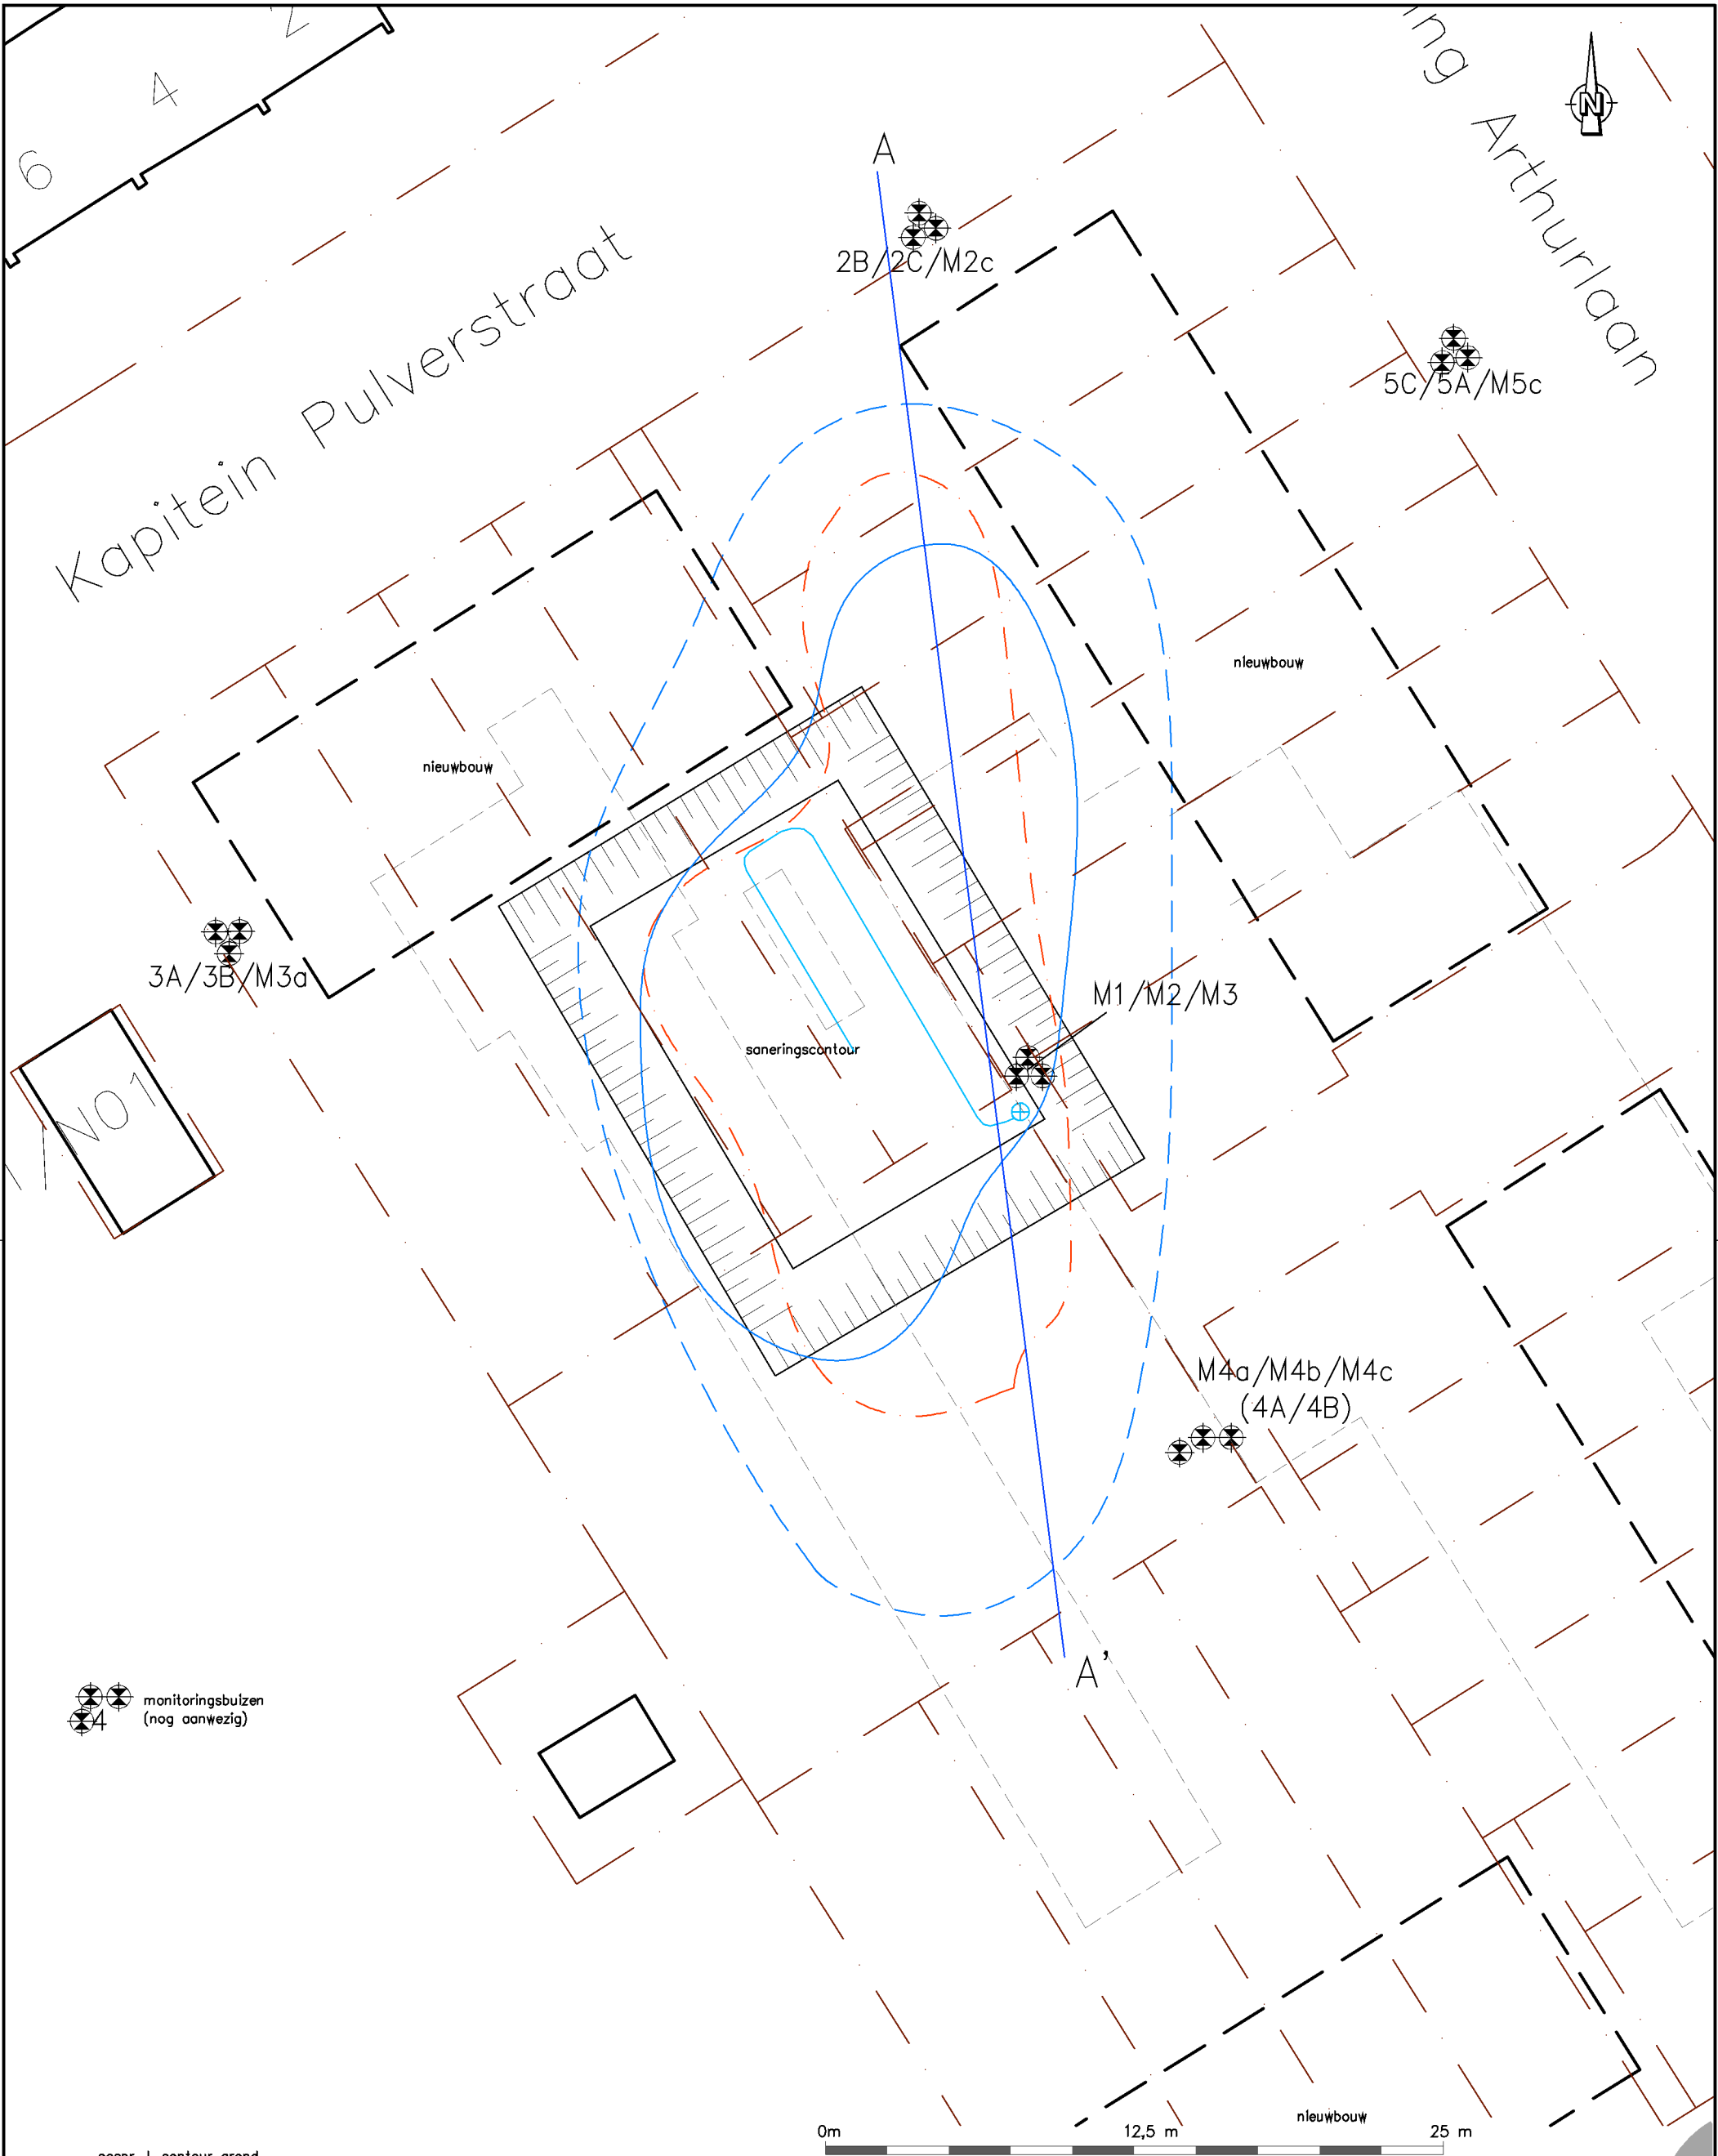 2
4
6
ng Arthurlaan
N
A
2B/2C/M2c
Kapitein Pulverstraat
5C/5A/M5c
nieuwbouw
nieuwbouw
3A/3B/M3a
M1/M2/M3
saneringscontour
NO1
M4a/M4b/M4c
(4A/4B)
A'
monitoringsbuizen
4
(nog aanwezig)
nieuwbouw
0m 12,5 m 25 m